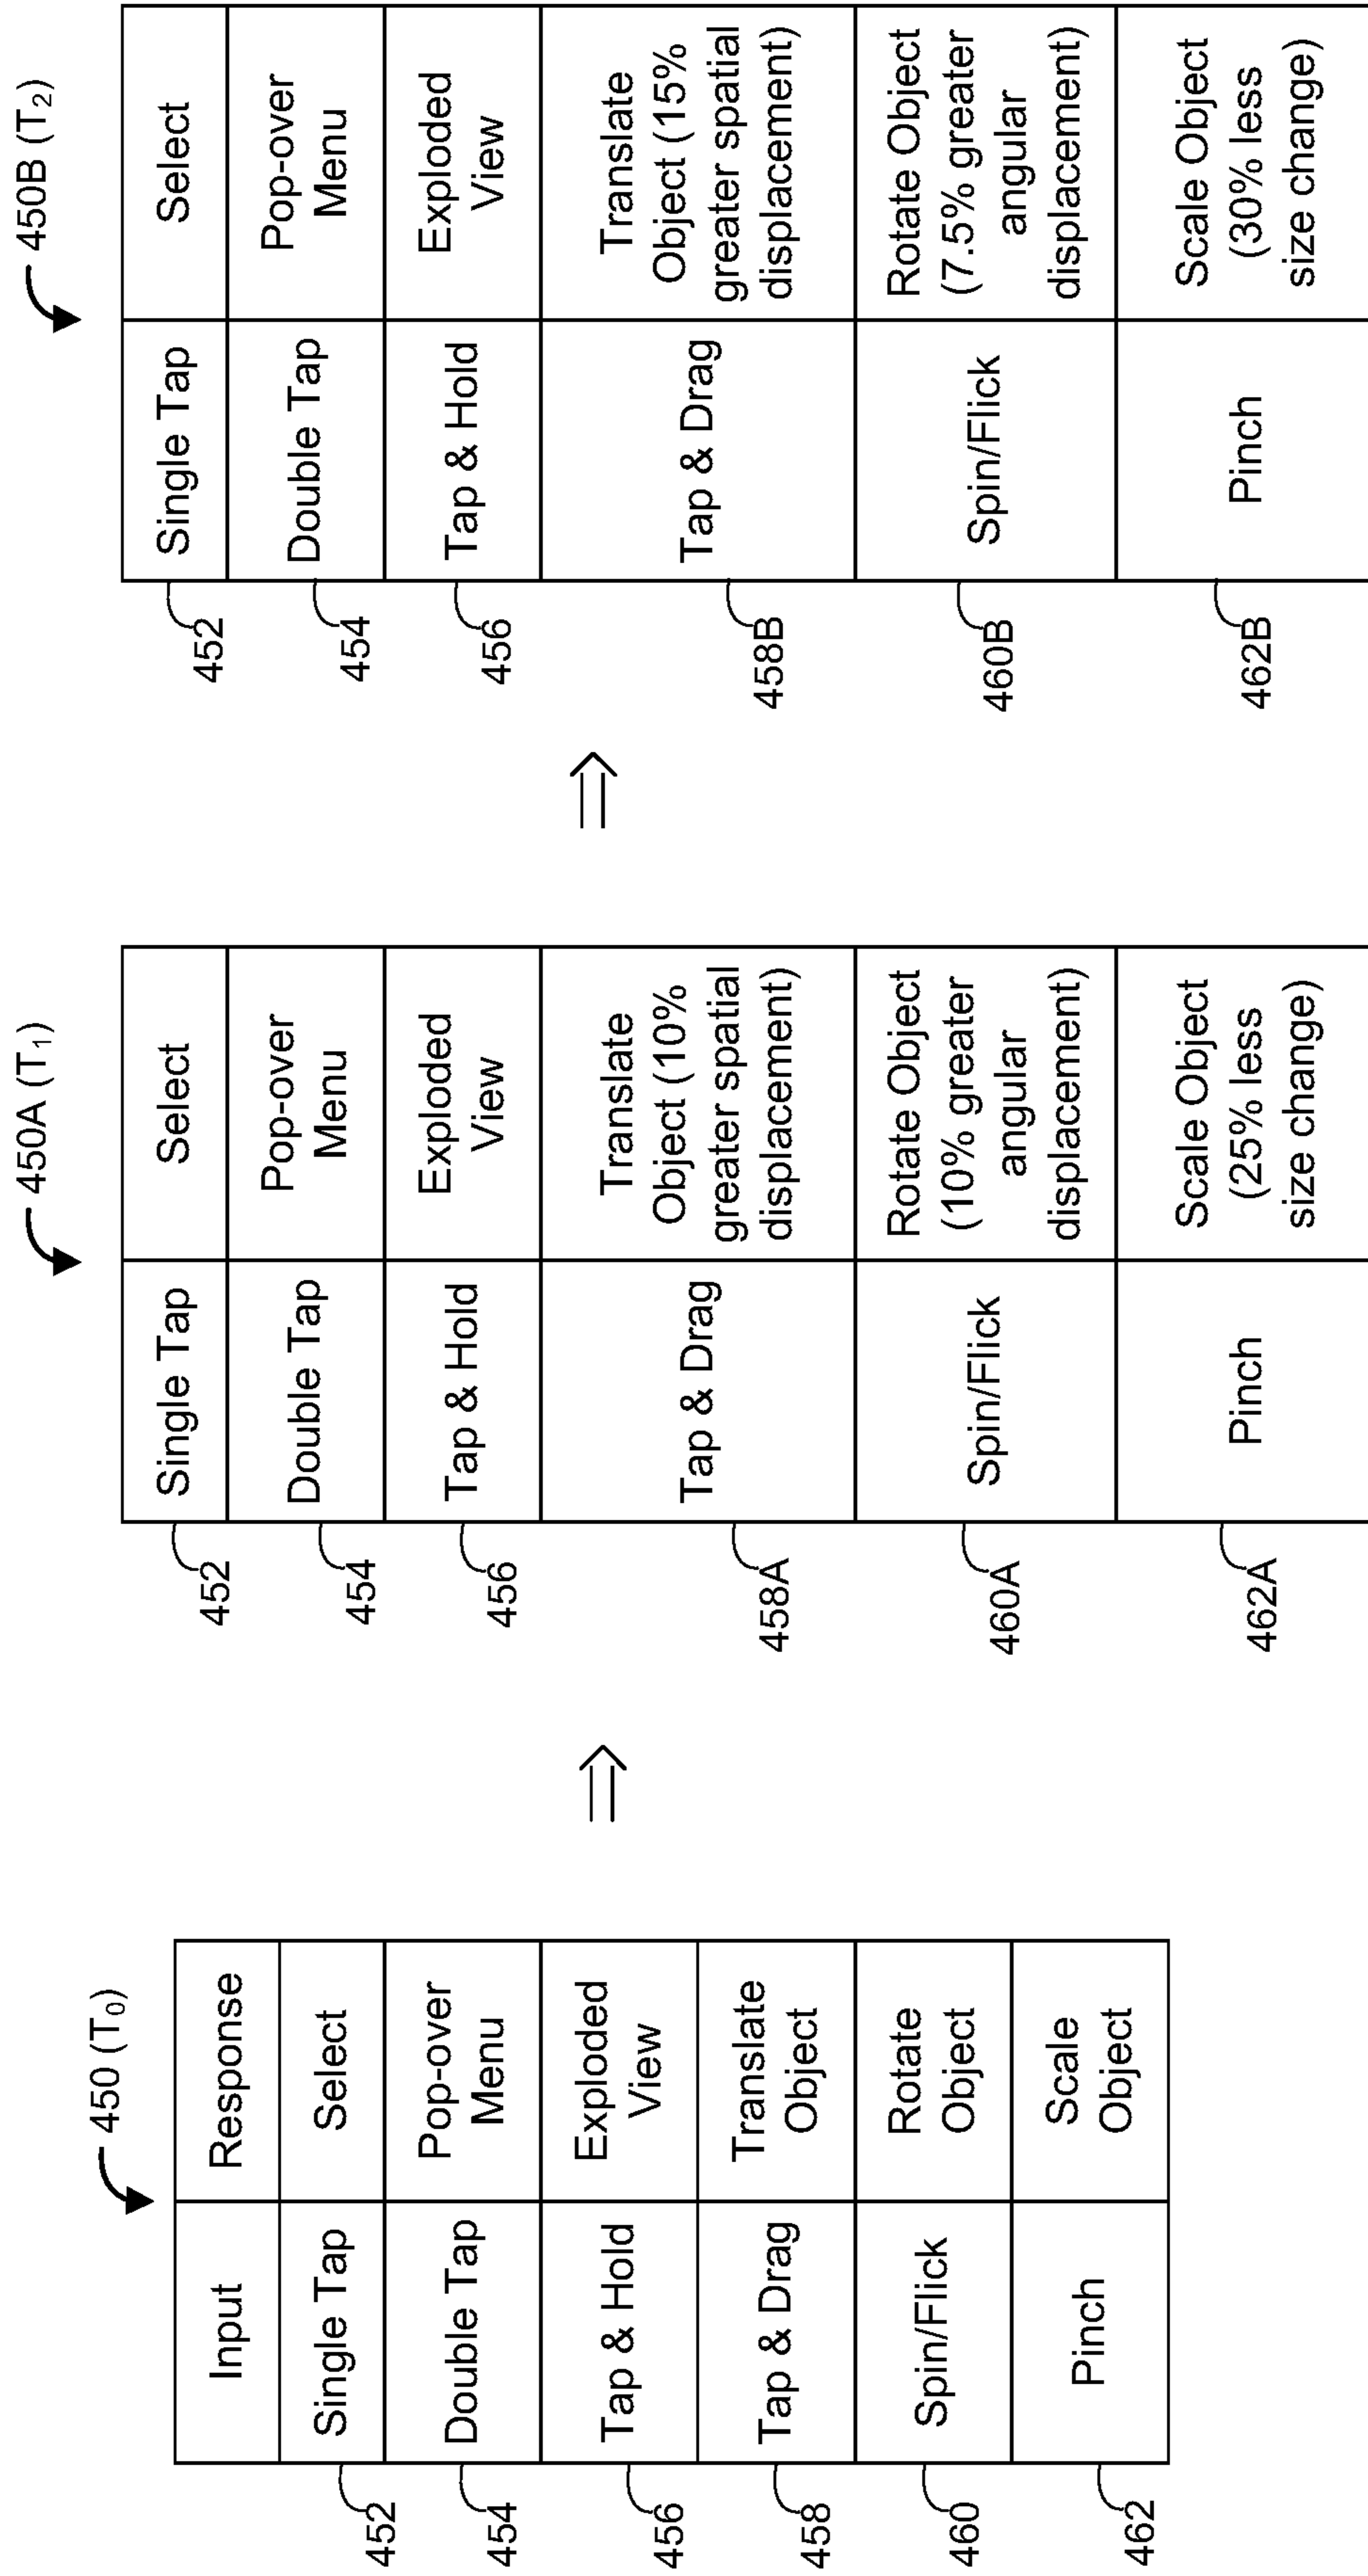 450 (T0)
Input
Response
452
Single Tap
Select
454
Double Tap
Pop-over
Menu
456
Tap & Hold
Exploded
View
458
Tap & Drag
Translate
Object
460
Spin/Flick
Rotate
Object
462
Pinch
Scale
Object
⇒
450A (T1)
452
Single Tap
Select
454
Double Tap
Pop-over
Menu
456
Tap & Hold
Exploded
View
458A
Tap & Drag
Translate
Object (10%
greater spatial
displacement)
460A
Spin/Flick
Rotate Object
(10% greater
angular
displacement)
462A
Pinch
Scale Object
(25% less
size change)
⇒
450B (T2)
452
Single Tap
Select
454
Double Tap
Pop-over
Menu
456
Tap & Hold
Exploded
View
458B
Tap & Drag
Translate
Object (15%
greater spatial
displacement)
460B
Spin/Flick
Rotate Object
(7.5% greater
angular
displacement)
462B
Pinch
Scale Object
(30% less
size change)